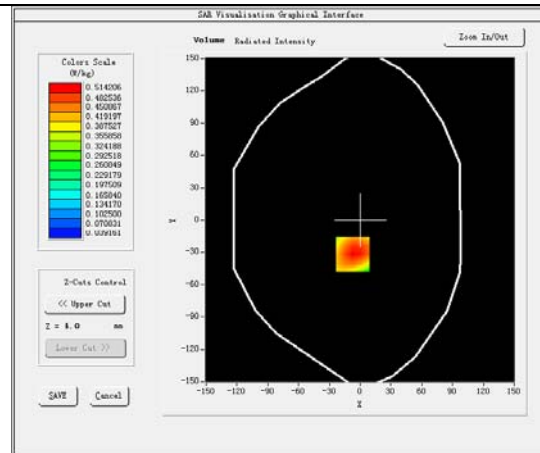 SAR Visualisation Graphical Interface
Volume Radiated Intensity
Zoom In/Out
Colors Scale
(W/kg)
0.514206
0.482536
0.450867
0.419197
0.387527
0.355858
0.324188
0.292518
0.260849
0.229179
0.197509
0.165840
0.134170
0.102500
0.070831
0.039161
150
120
90
60
30
0
-30
-60
-90
-120
-150
Y
-150 -120 -90 -60 -30 0 30 60 90 120 150
X
Z-Cuts Control
<< Upper Cut
Z = 4.0 mm
Lower Cut >>
SAVE Cancel